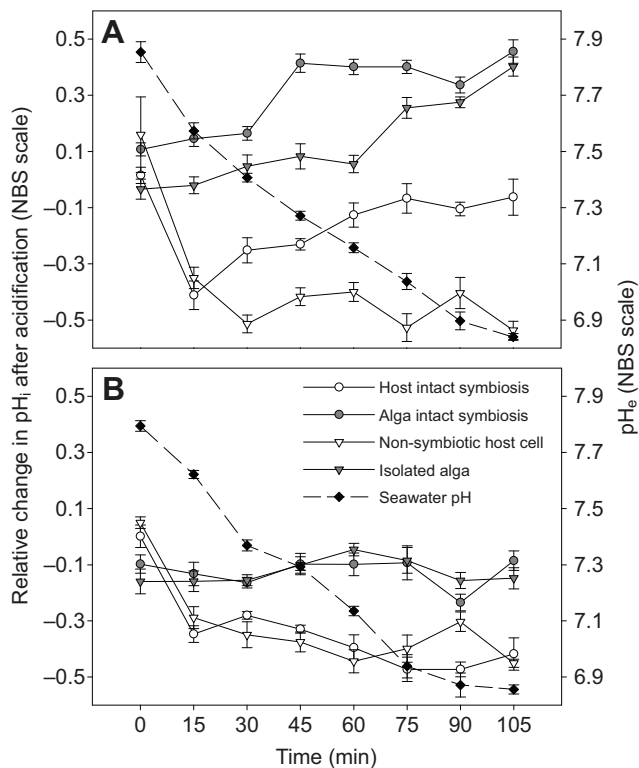 A
0.5
0.3
0.1
−0.1
−0.3
−0.5
7.9
7.7
7.5
7.3
7.1
6.9
B
0.5
0.3
0.1
−0.1
−0.3
−0.5
7.9
7.7
7.5
7.3
7.1
6.9
Host intact symbiosis
Alga intact symbiosis
Non-symbiotic host cell
Isolated alga
Seawater pH
0 15 30 45 60 75 90 105
Time (min)
Relative change in pHi after acidification (NBS scale)
pHe (NBS scale)